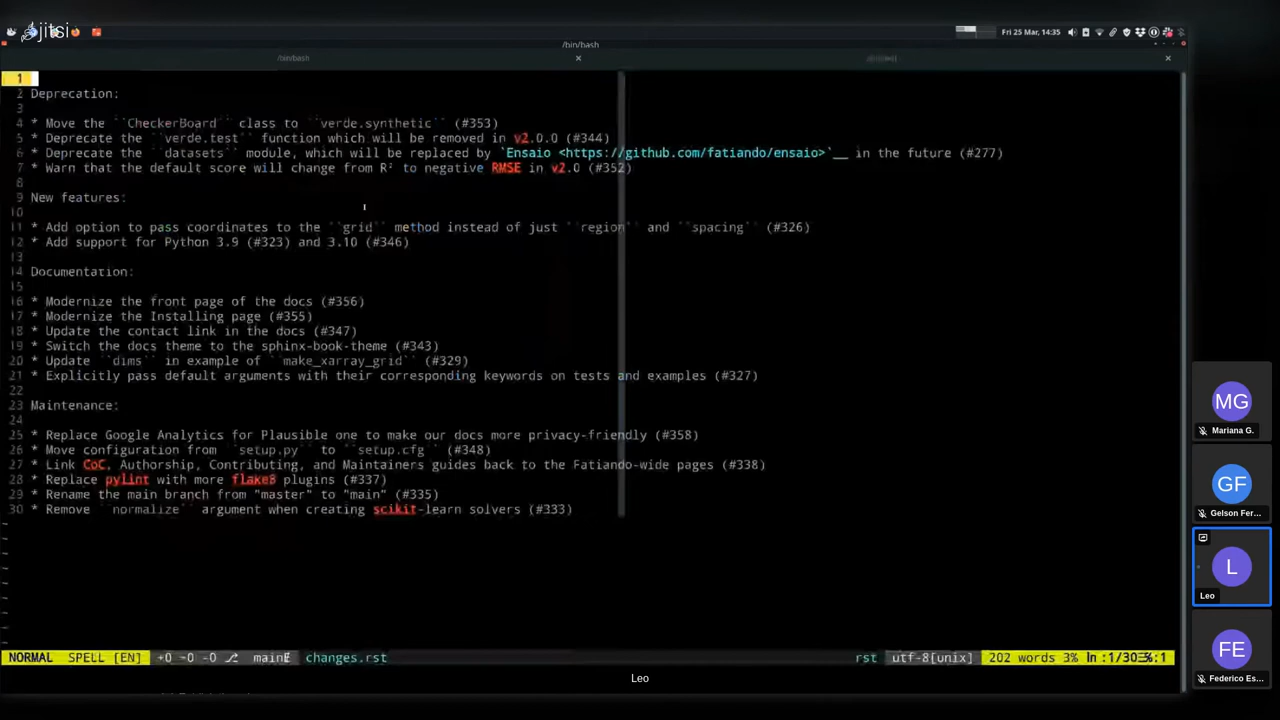 jitsi
Fri 25 Mar, 14:35
/bin/bash
/bin/bash
1
2 Deprecation:
3
4 * Move the ``CheckerBoard`` class to ``verde.synthetic`` (#353)
5 * Deprecate the ``verde.test`` function which will be removed in v2.0.0 (#344)
6 * Deprecate the ``datasets`` module, which will be replaced by `Ensaio <https://github.com/fatiando/ensaio>`__ in the future (#277)
7 * Warn that the default score will change from R² to negative RMSE in v2.0 (#352)
8
9 New features:
10
11 * Add option to pass coordinates to the ``grid`` method instead of just ``region`` and ``spacing`` (#326)
12 * Add support for Python 3.9 (#323) and 3.10 (#346)
13
14 Documentation:
15
16 * Modernize the front page of the docs (#356)
17 * Modernize the Installing page (#355)
18 * Update the contact link in the docs (#347)
19 * Switch the docs theme to the sphinx-book-theme (#343)
20 * Update ``dims`` in example of ``make_xarray_grid`` (#329)
21 * Explicitly pass default arguments with their corresponding keywords on tests and examples (#327)
22
23 Maintenance:
24
25 * Replace Google Analytics for Plausible one to make our docs more privacy-friendly (#358)
26 * Move configuration from ``setup.py`` to ``setup.cfg`` (#348)
27 * Link CoC, Authorship, Contributing, and Maintainers guides back to the Fatiando-wide pages (#338)
28 * Replace pylint with more flake8 plugins (#337)
29 * Rename the main branch from "master" to "main" (#335)
30 * Remove ``normalize`` argument when creating scikit-learn solvers (#333)
NORMAL SPELL [EN] +0 ~0 -0 main changes.rst rst utf-8[unix] 202 words 3% ln :1/30 :1
Leo
MG
Mariana G.
GF
Gelson Fer...
L
Leo
FE
Federico Es...